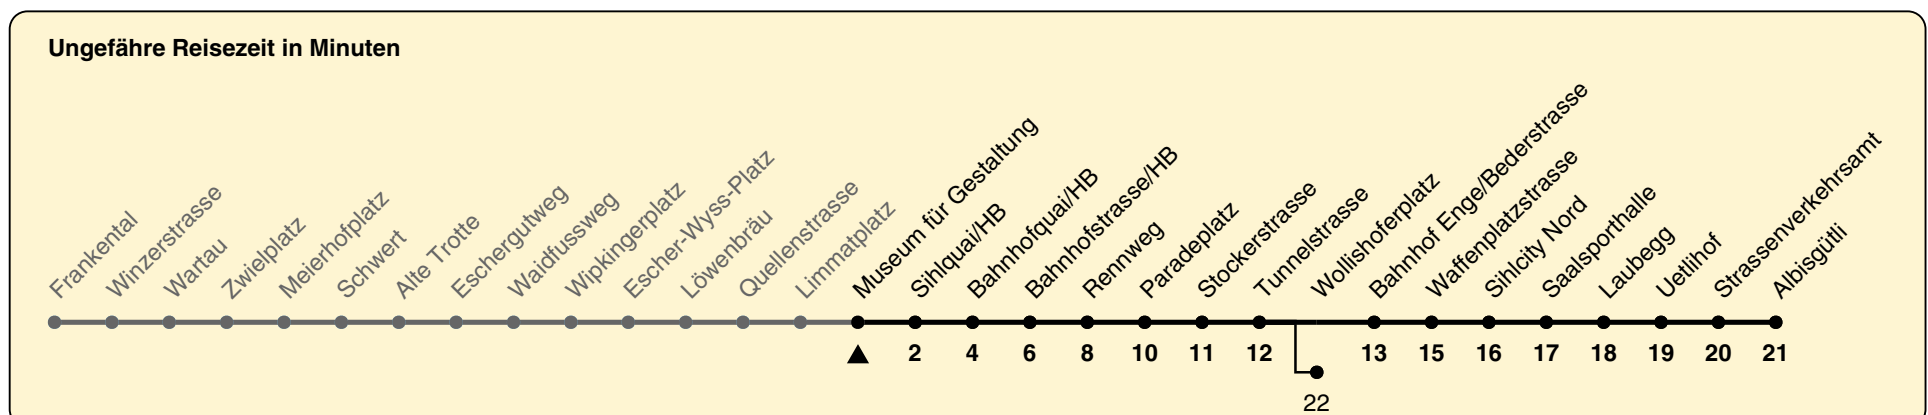 Ungefähre Reisezeit in Minuten
Frankental
Winzerstrasse
Wartau
Zwielplatz
Meierhofplatz
Schwert
Alte Trotte
Eschergutweg
Waidfussweg
Wipkingerplatz
Escher-Wyss-Platz
Löwenbräu
Quellenstrasse
Limmatplatz
Museum für Gestaltung
Sihlquai/HB
Bahnhofquai/HB
Bahnhofstrasse/HB
Rennweg
Paradeplatz
Stockerstrasse
Tunnelstrasse
Wollishoferplatz
Bahnhof Enge/Bederstrasse
Waffenplatzstrasse
Sihlcity Nord
Saalsporthalle
Laubegg
Uetlihof
Strassenverkehrsamt
Albisgütli
2 4 6 8 10 11 12 13 15 16 17 18 19 20 21
22